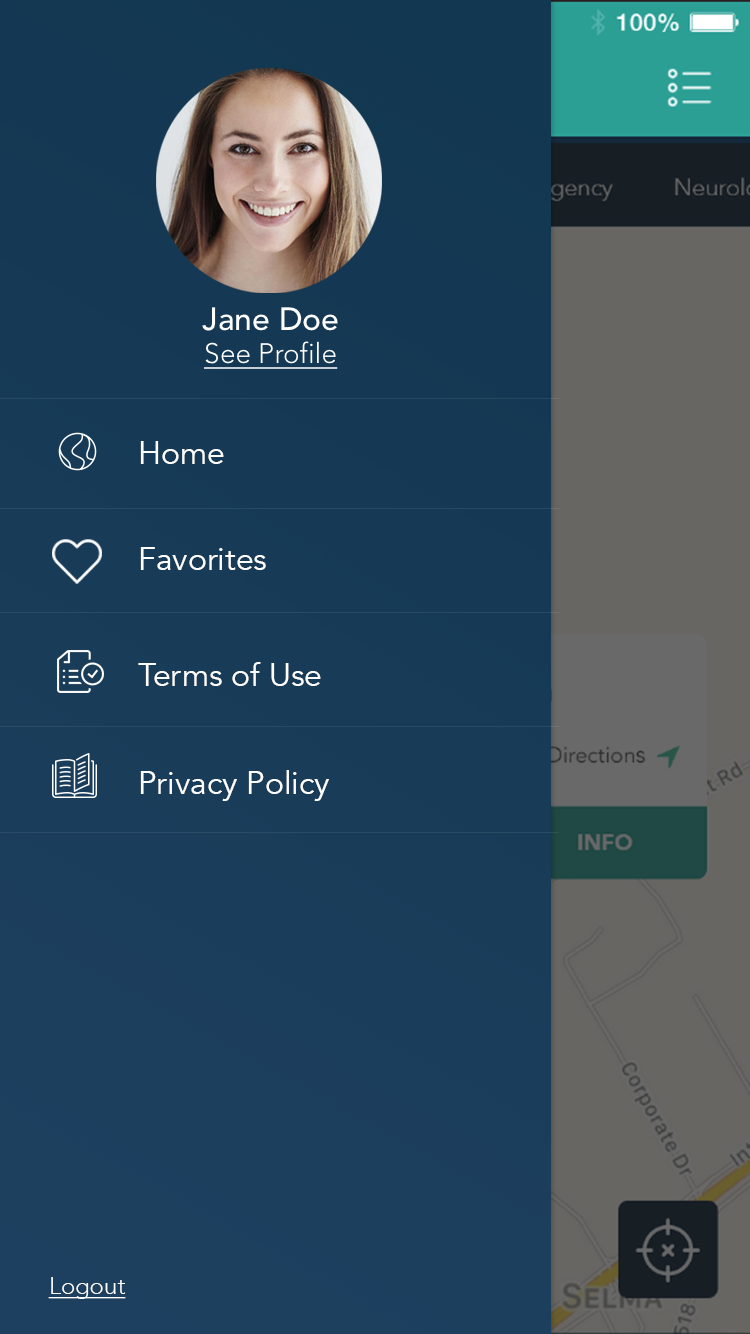 100%
gency
Neurol
Jane Doe
See Profile
Home
Favorites
Terms of Use
Directions
t Rd
Privacy Policy
INFO
Corporate Dr
Int
Logout
SELMA
518